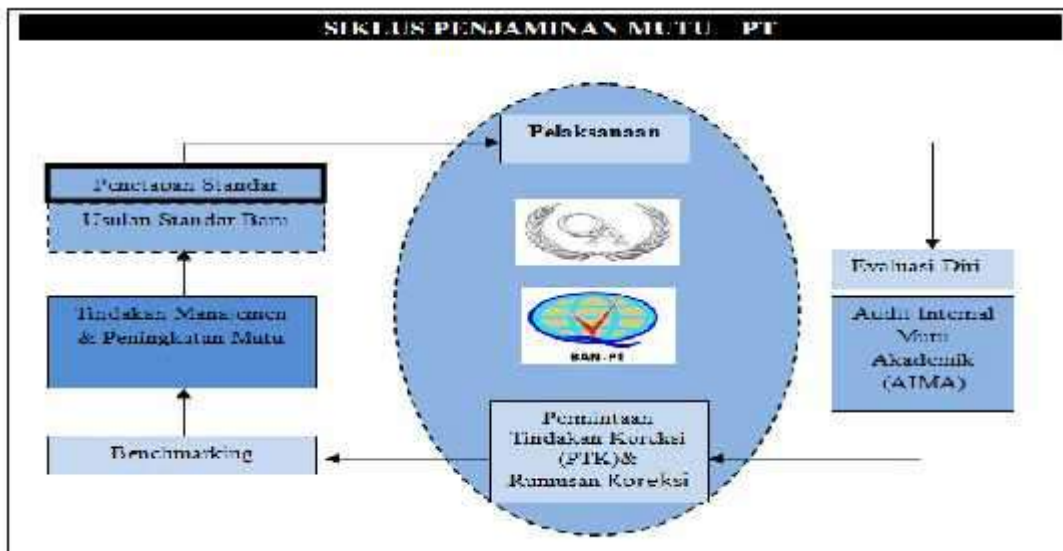 SIKLUS PENJAMINAN MUTU PT
Pelaksanaan
Penetapan Standar
Usulan Standar Baru
Evaluasi Diri
Tindakan Manajemen
& Peningkatan Mutu
Audit Internal
Mutu
Akademik
(AIMA)
BAN-PT
Permintaan
Tindakan Koreksi
(PTK)&
Rumusan Koreksi
Benchmarking